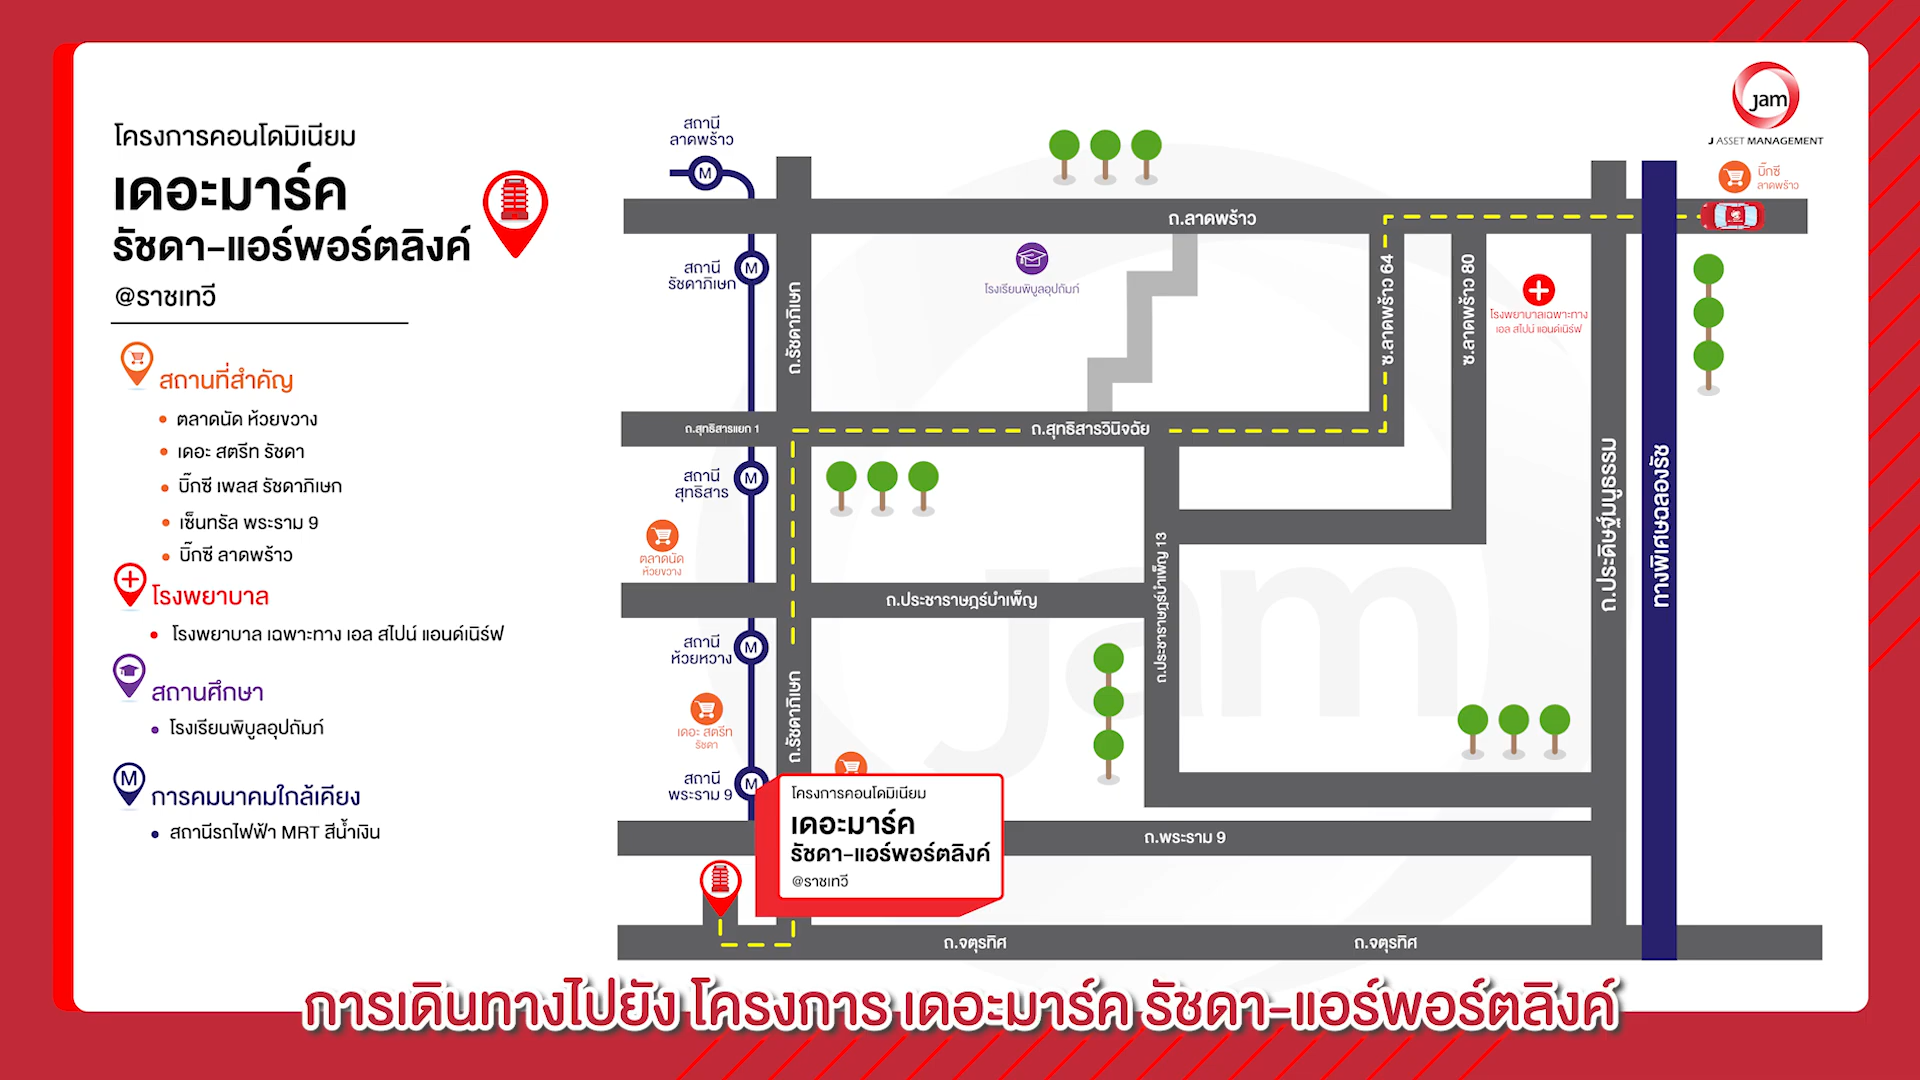 โครงการคอนโดมิเนียม
เดอะมาร์ค
รัชดา-แอร์พอร์ตลิงค์
@ราชเทวี
สถานที่สำคัญ
ตลาดนัด ห้วยขวาง
เดอะ สตรีท รัชดา
บิ๊กซี เพลส รัชดาภิเษก
เซ็นทรัล พระราม 9
บิ๊กซี ลาดพร้าว
โรงพยาบาล
โรงพยาบาล เฉพาะทาง เอล สไปน์ แอนด์เนิร์ฟ
สถานศึกษา
โรงเรียนพิบูลอุปถัมภ์
M
การคมนาคมใกล้เคียง
สถานีรถไฟฟ้า MRT สีน้ำเงิน
jam
J ASSET MANAGEMENT
สถานี
ลาดพร้าว
M
บิ๊กซี
ลาดพร้าว
ถ.ลาดพร้าว
สถานี
รัชดาภิเษก
M
โรงเรียนพิบูลอุปถัมภ์
ถ.รัชดาภิเษก
ซ.ลาดพร้าว 64
ซ.ลาดพร้าว 80
โรงพยาบาลเฉพาะทาง
เอล สไปน์ แอนด์เนิร์ฟ
ถ.สุทธิสารแยก 1
ถ.สุทธิสารวินิจฉัย
สถานี
สุทธิสาร
M
ตลาดนัด
ห้วยขวาง
ถ.ประชาราษฎร์บำเพ็ญ
ถ.ประชาราษฎร์บำเพ็ญ 13
ถ.ประดิษฐ์มนูธรรม
ทางพิเศษฉลองรัช
สถานี
ห้วยหวาง
M
เดอะ สตรีท
รัชดา
ถ.รัชดาภิเษก
jam
สถานี
พระราม 9
M
โครงการคอนโดมิเนียม
เดอะมาร์ค
รัชดา-แอร์พอร์ตลิงค์
@ราชเทวี
ถ.พระราม 9
ถ.จตุรทิศ
ถ.จตุรทิศ
การเดินทางไปยัง โครงการ เดอะมาร์ค รัชดา-แอร์พอร์ตลิงค์